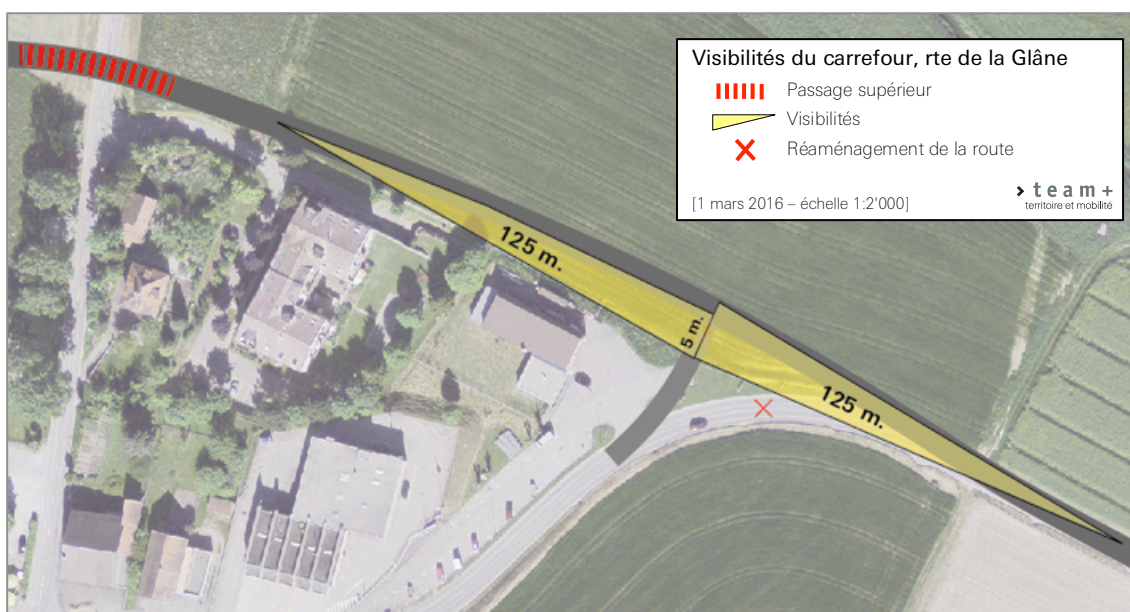 Visibilités du carrefour, rte de la Glâne
Passage supérieur
Visibilités
Réaménagement de la route
[1 mars 2016 – échelle 1:2'000]
team+
territoire et mobilité
125 m.
5 m.
125 m.